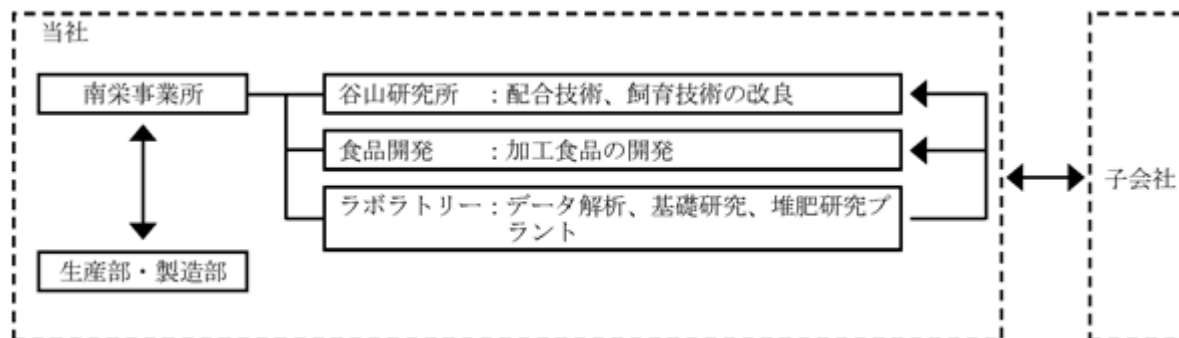 当社
南栄事業所
谷山研究所 :配合技術、飼育技術の改良
食品開発 :加工食品の開発
ラボラトリー:データ解析、基礎研究、堆肥研究プ
ラント
子会社
生産部・製造部